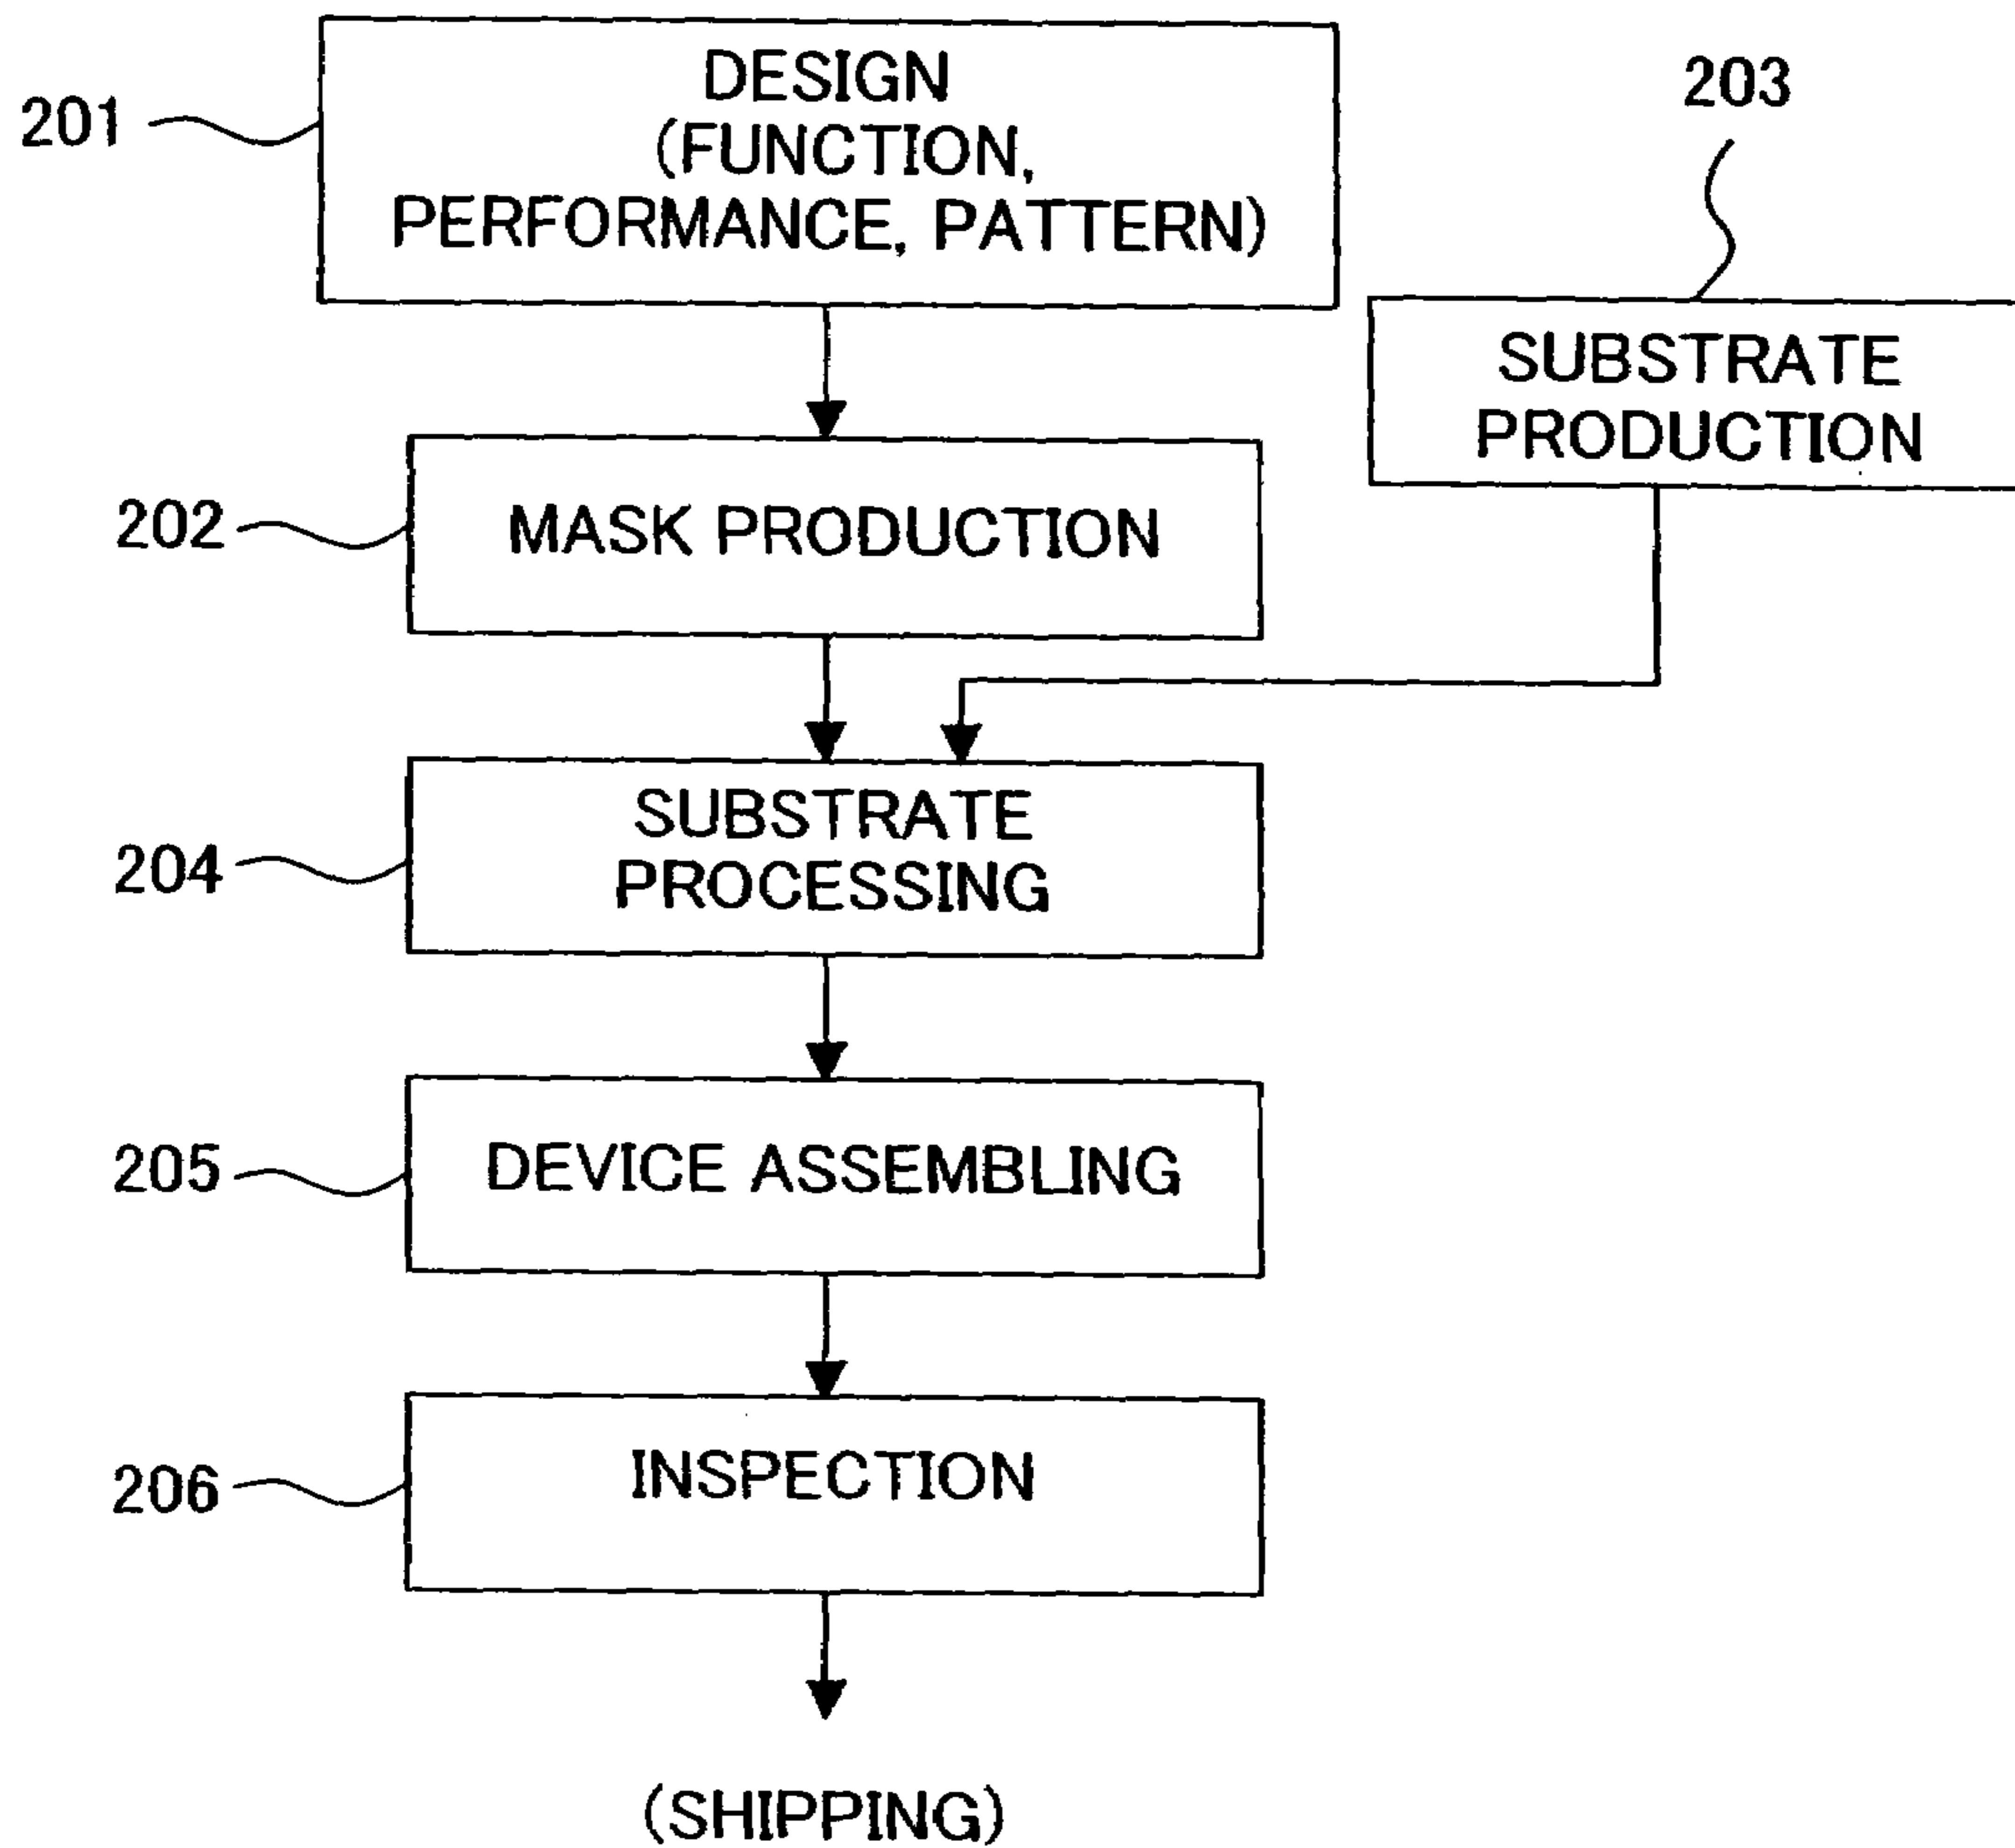 201
DESIGN
(FUNCTION,
PERFORMANCE, PATTERN)
203
SUBSTRATE
PRODUCTION
202
MASK PRODUCTION
204
SUBSTRATE
PROCESSING
205
DEVICE ASSEMBLING
206
INSPECTION
(SHIPPING)